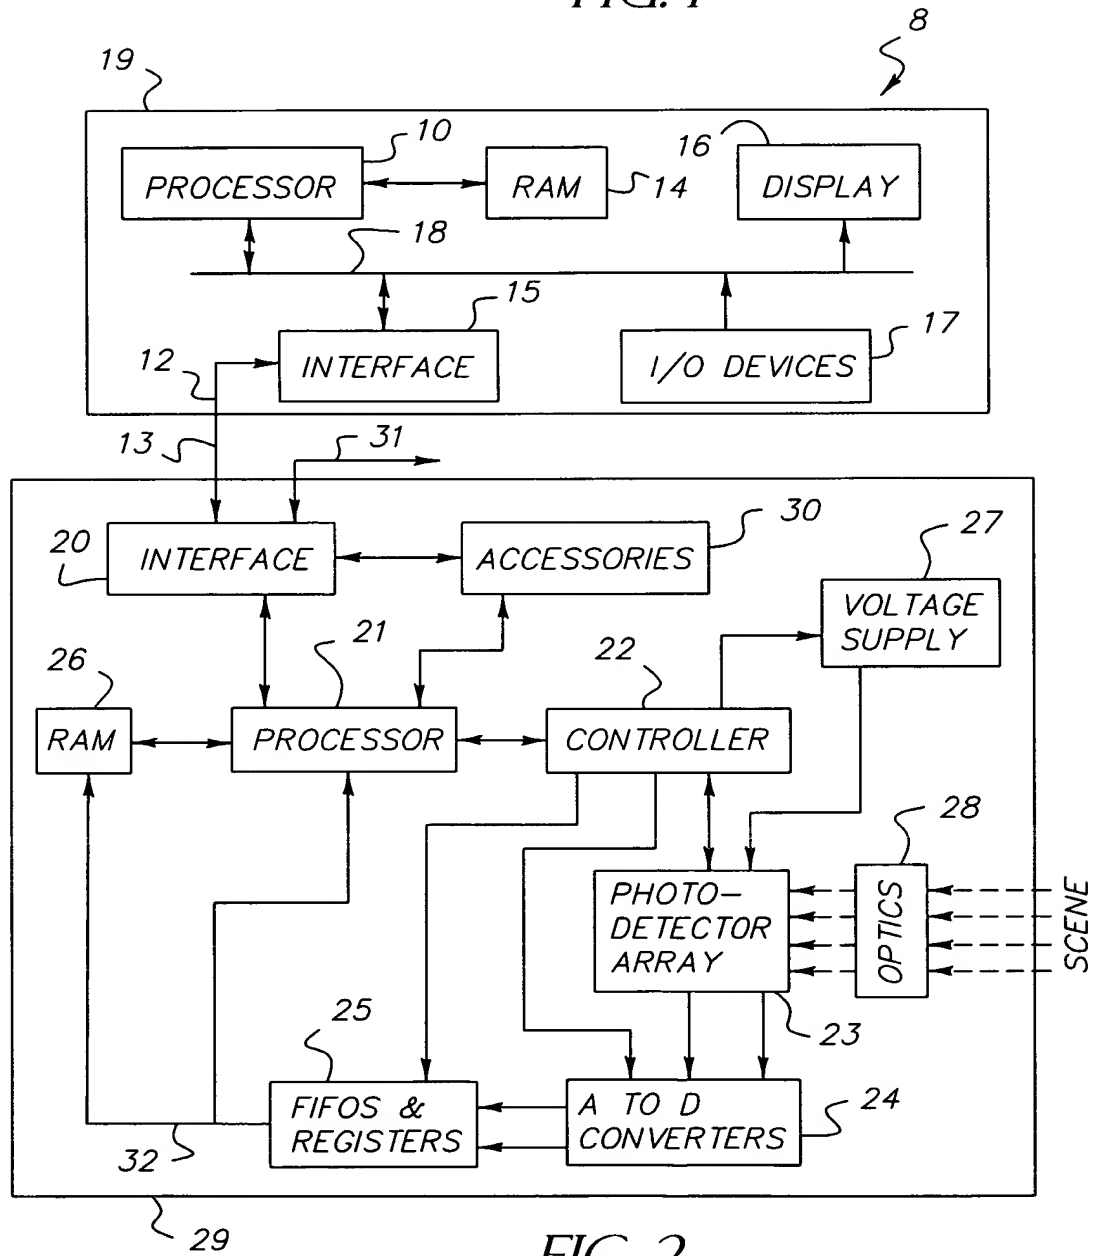 FIG. 1
8
19
10
PROCESSOR
RAM
14
16
DISPLAY
18
15
INTERFACE
17
I/O DEVICES
12
13
31
20
INTERFACE
30
ACCESSORIES
27
VOLTAGE
SUPPLY
26
RAM
21
PROCESSOR
22
CONTROLLER
28
OPTICS
SCENE
PHOTO-
DETECTOR
ARRAY
23
25
FIFOS &
REGISTERS
A TO D
CONVERTERS
24
32
29
FIG. 2